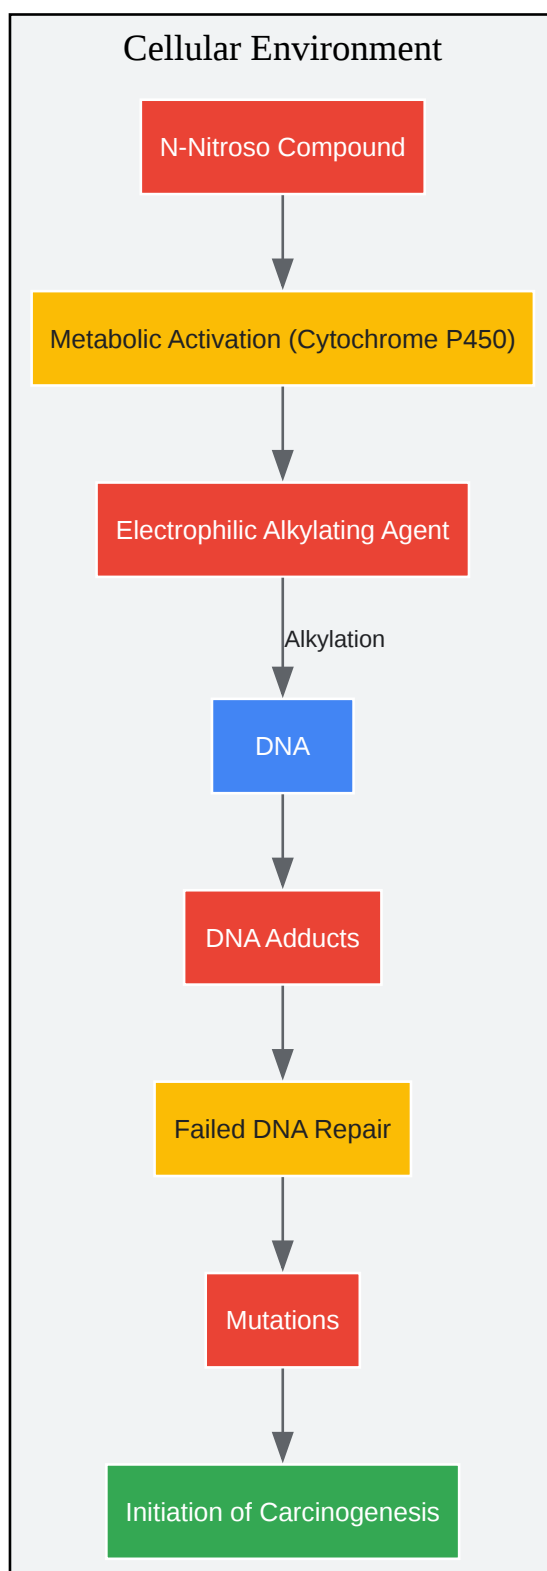 Cellular Environment
N-Nitroso Compound
Metabolic Activation (Cytochrome P450)
Electrophilic Alkylating Agent
Alkylation
DNA
DNA Adducts
Failed DNA Repair
Mutations
Initiation of Carcinogenesis